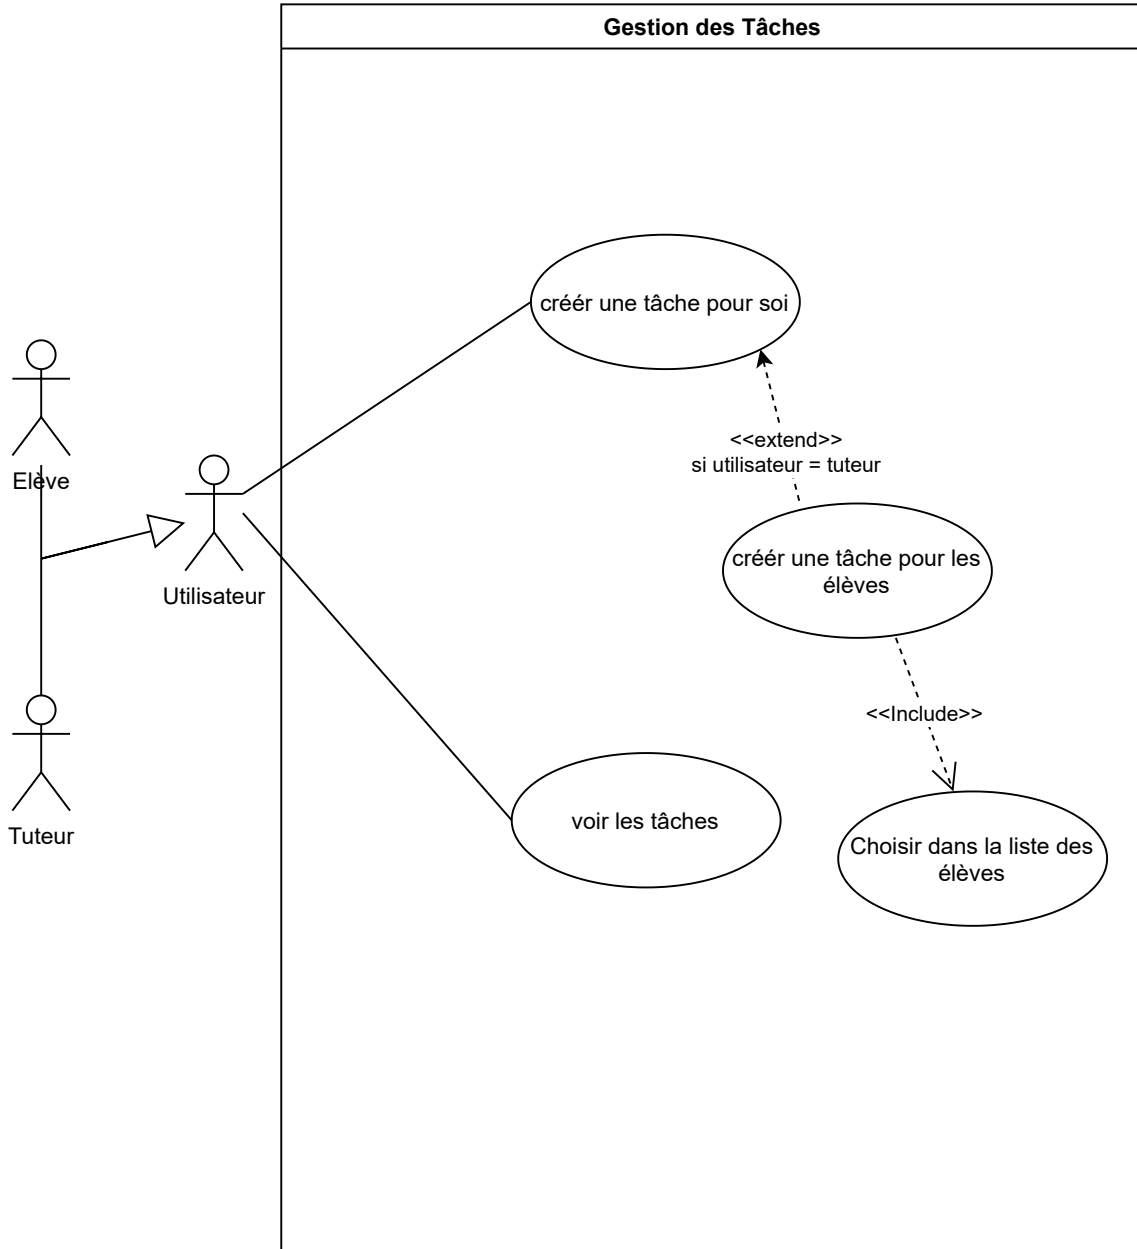 Gestion des Tâches
créér une tâche pour soi
Elève
<<extend>>
si utilisateur = tuteur
Utilisateur
créér une tâche pour les
élèves
<<Include>>
Tuteur
voir les tâches
Choisir dans la liste des
élèves